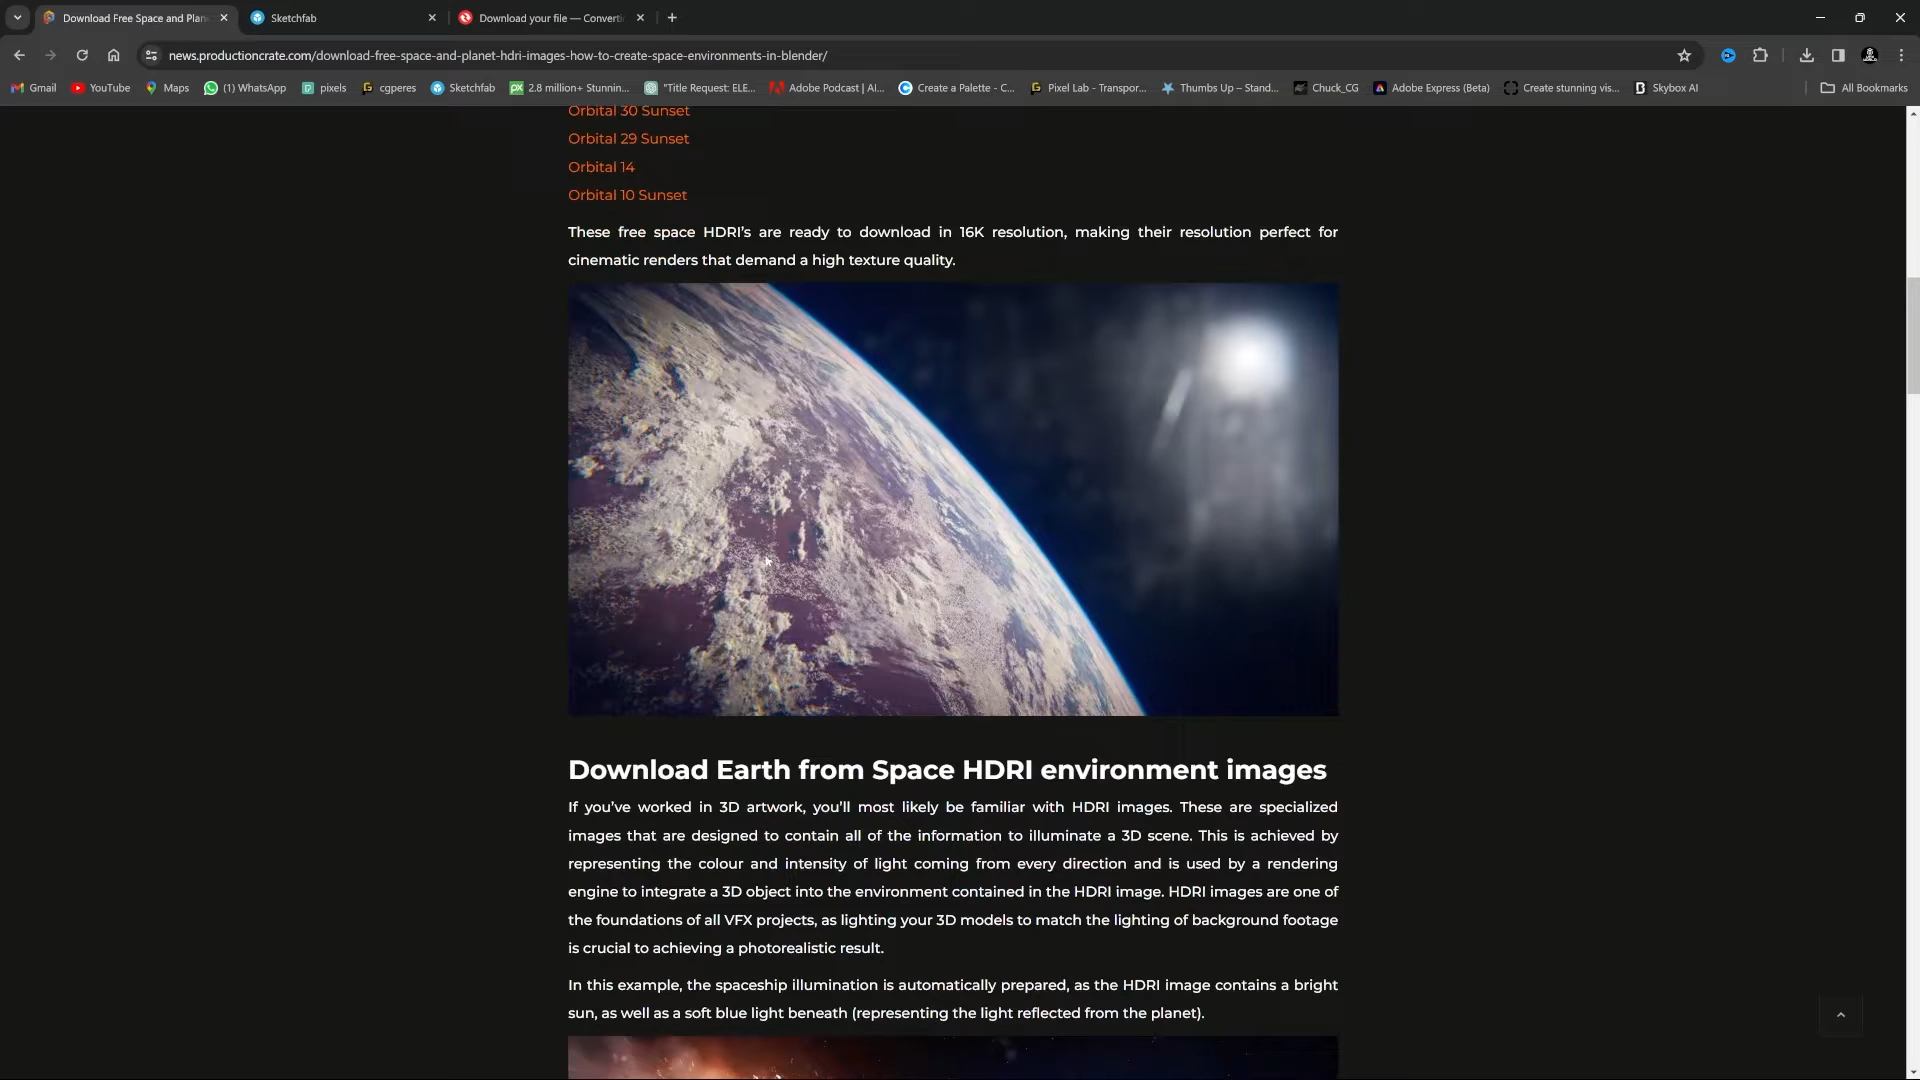 Download Free Space and Plane
Sketchfab
Download your file — Converti
news.productioncrate.com/download-free-space-and-planet-hdri-images-how-to-create-space-environments-in-blender/
Gmail
YouTube
Maps
(1) WhatsApp
pixels
cgperes
Sketchfab
2.8 million+ Stunnin...
"Title Request: ELE...
Adobe Podcast | AI...
Create a Palette - C...
Pixel Lab - Transpor...
Thumbs Up – Stand...
Chuck_CG
Adobe Express (Beta)
Create stunning vis...
Skybox AI
All Bookmarks
Orbital 30 Sunset
Orbital 29 Sunset
Orbital 14
Orbital 10 Sunset
These free space HDRI's are ready to download in 16K resolution, making their resolution perfect for
cinematic renders that demand a high texture quality.
Download Earth from Space HDRI environment images
If you've worked in 3D artwork, you'll most likely be familiar with HDRI images. These are specialized
images that are designed to contain all of the information to illuminate a 3D scene. This is achieved by
representing the colour and intensity of light coming from every direction and is used by a rendering
engine to integrate a 3D object into the environment contained in the HDRI image. HDRI images are one of
the foundations of all VFX projects, as lighting your 3D models to match the lighting of background footage
is crucial to achieving a photorealistic result.
In this example, the spaceship illumination is automatically prepared, as the HDRI image contains a bright
sun, as well as a soft blue light beneath (representing the light reflected from the planet).